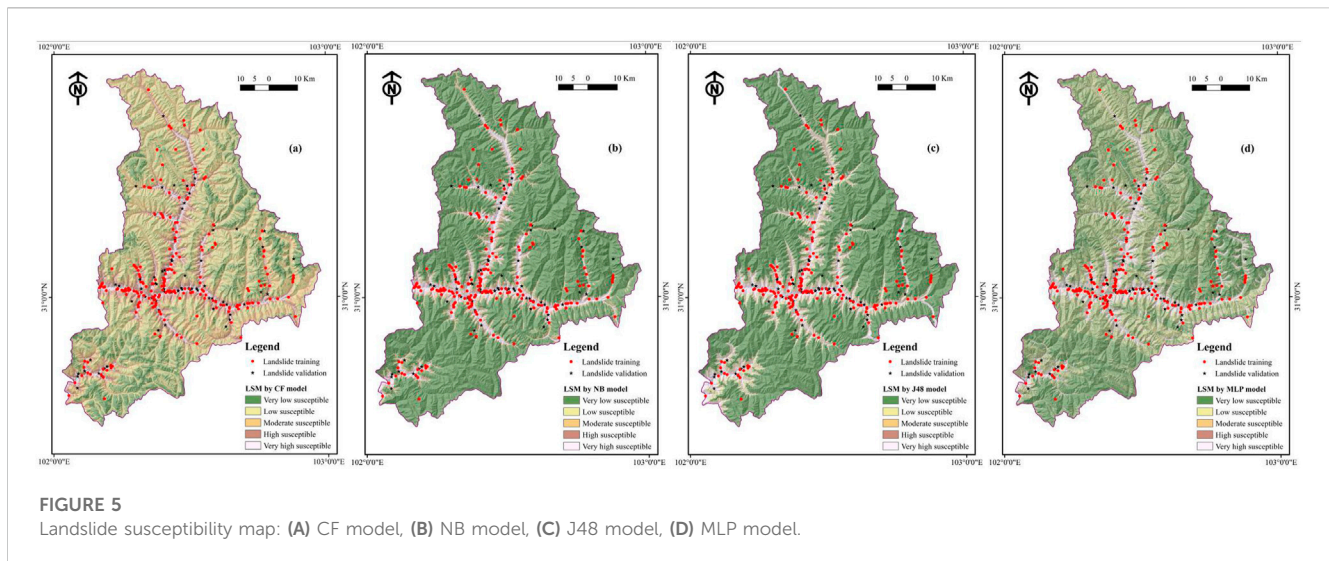 102°0'0"E
103°0'0"E
10 5 0 10 Km
N
(a)
31°0'0"N
Legend
Landslide training
Landslide validation
LSM by CF model
Very low susceptible
Low susceptible
Moderate susceptible
High susceptible
Very high susceptible
102°0'0"E
103°0'0"E
102°0'0"E
103°0'0"E
10 5 0 10 Km
N
(b)
31°0'0"N
Legend
Landslide training
Landslide validation
LSM by NB model
Very low susceptible
Low susceptible
Moderate susceptible
High susceptible
Very high susceptible
102°0'0"E
103°0'0"E
102°0'0"E
103°0'0"E
10 5 0 10 Km
N
(c)
31°0'0"N
Legend
Landslide training
Landslide validation
LSM by J48 model
Very low susceptible
Low susceptible
Moderate susceptible
High susceptible
Very high susceptible
102°0'0"E
103°0'0"E
102°0'0"E
103°0'0"E
10 5 0 10 Km
N
(d)
31°0'0"N
31°0'0"N
Legend
Landslide training
Landslide validation
LSM by MLP model
Very low susceptible
Low susceptible
Moderate susceptible
High susceptible
Very high susceptible
102°0'0"E
103°0'0"E
FIGURE 5
Landslide susceptibility map: (A) CF model, (B) NB model, (C) J48 model, (D) MLP model.